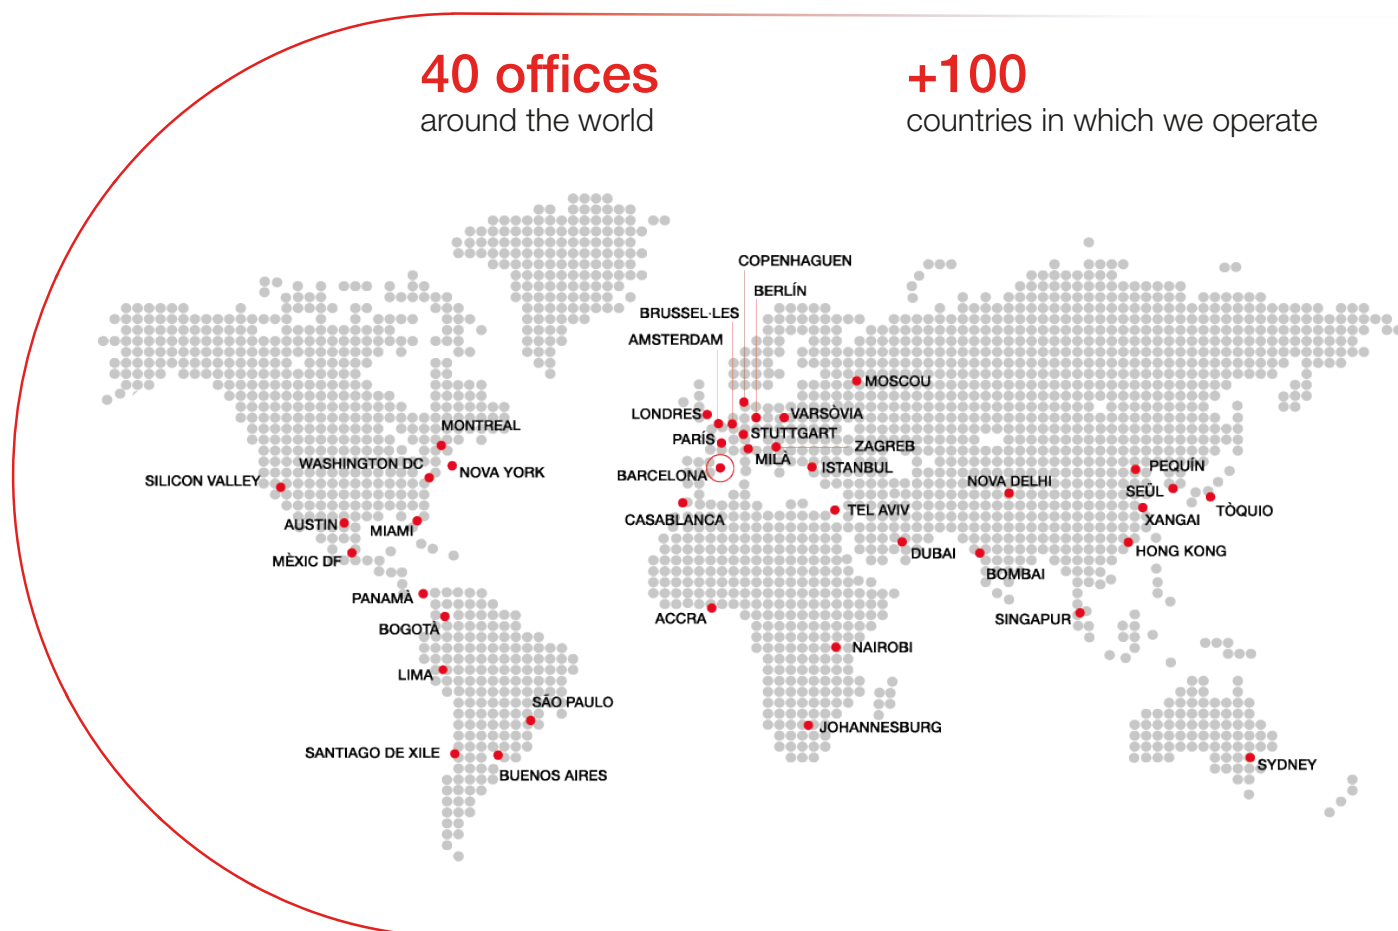 40 offices
around the world
+100
countries in which we operate
COPENHAGUEN
BERLÍN
BRUSSEL·LES
AMSTERDAM
MOSCOU
LONDRES
VARSÒVIA
MONTREAL
STUTTGART
PARÍS
ZAGREB
MILÀ
WASHINGTON DC
NOVA YORK
BARCELONA
ISTANBUL
PEQUÍN
SILICON VALLEY
NOVA DELHI
SEÜL
TÒQUIO
CASABLANCA
TEL AVIV
XANGAI
AUSTIN
MIAMI
DUBAI
HONG KONG
MÈXIC DF
BOMBAI
PANAMÀ
ACCRA
SINGAPUR
BOGOTÀ
NAIROBI
LIMA
SÃO PAULO
JOHANNESBURG
SANTIAGO DE XILE
SYDNEY
BUENOS AIRES